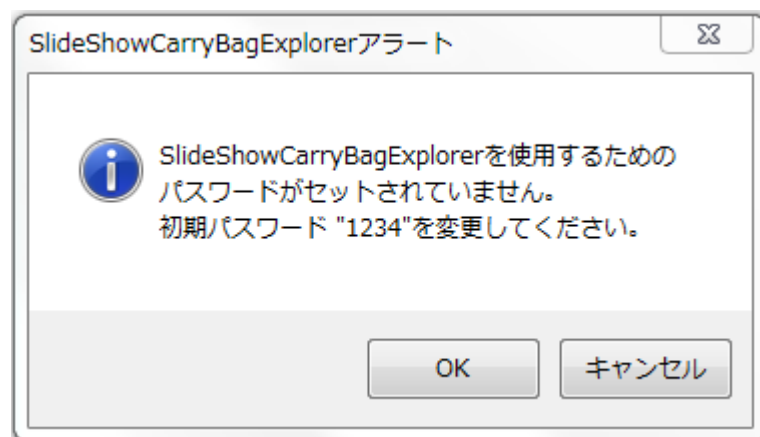 SlideShowCarryBagExplorerアラート
SlideShowCarryBagExplorerを使用するための
パスワードがセットされていません。
初期パスワード "1234"を変更してください。
OK
キャンセル